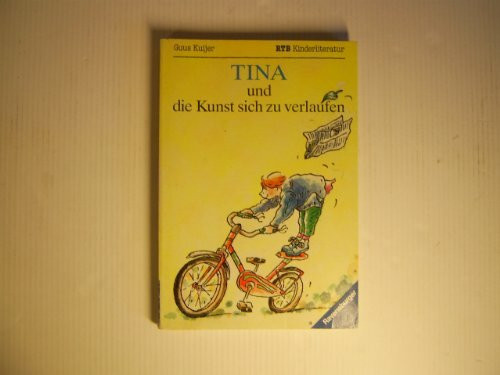 Guus Kuijer
RTB Kinderliteratur
TINA
und
die Kunst sich zu verlaufen
Ravensburger